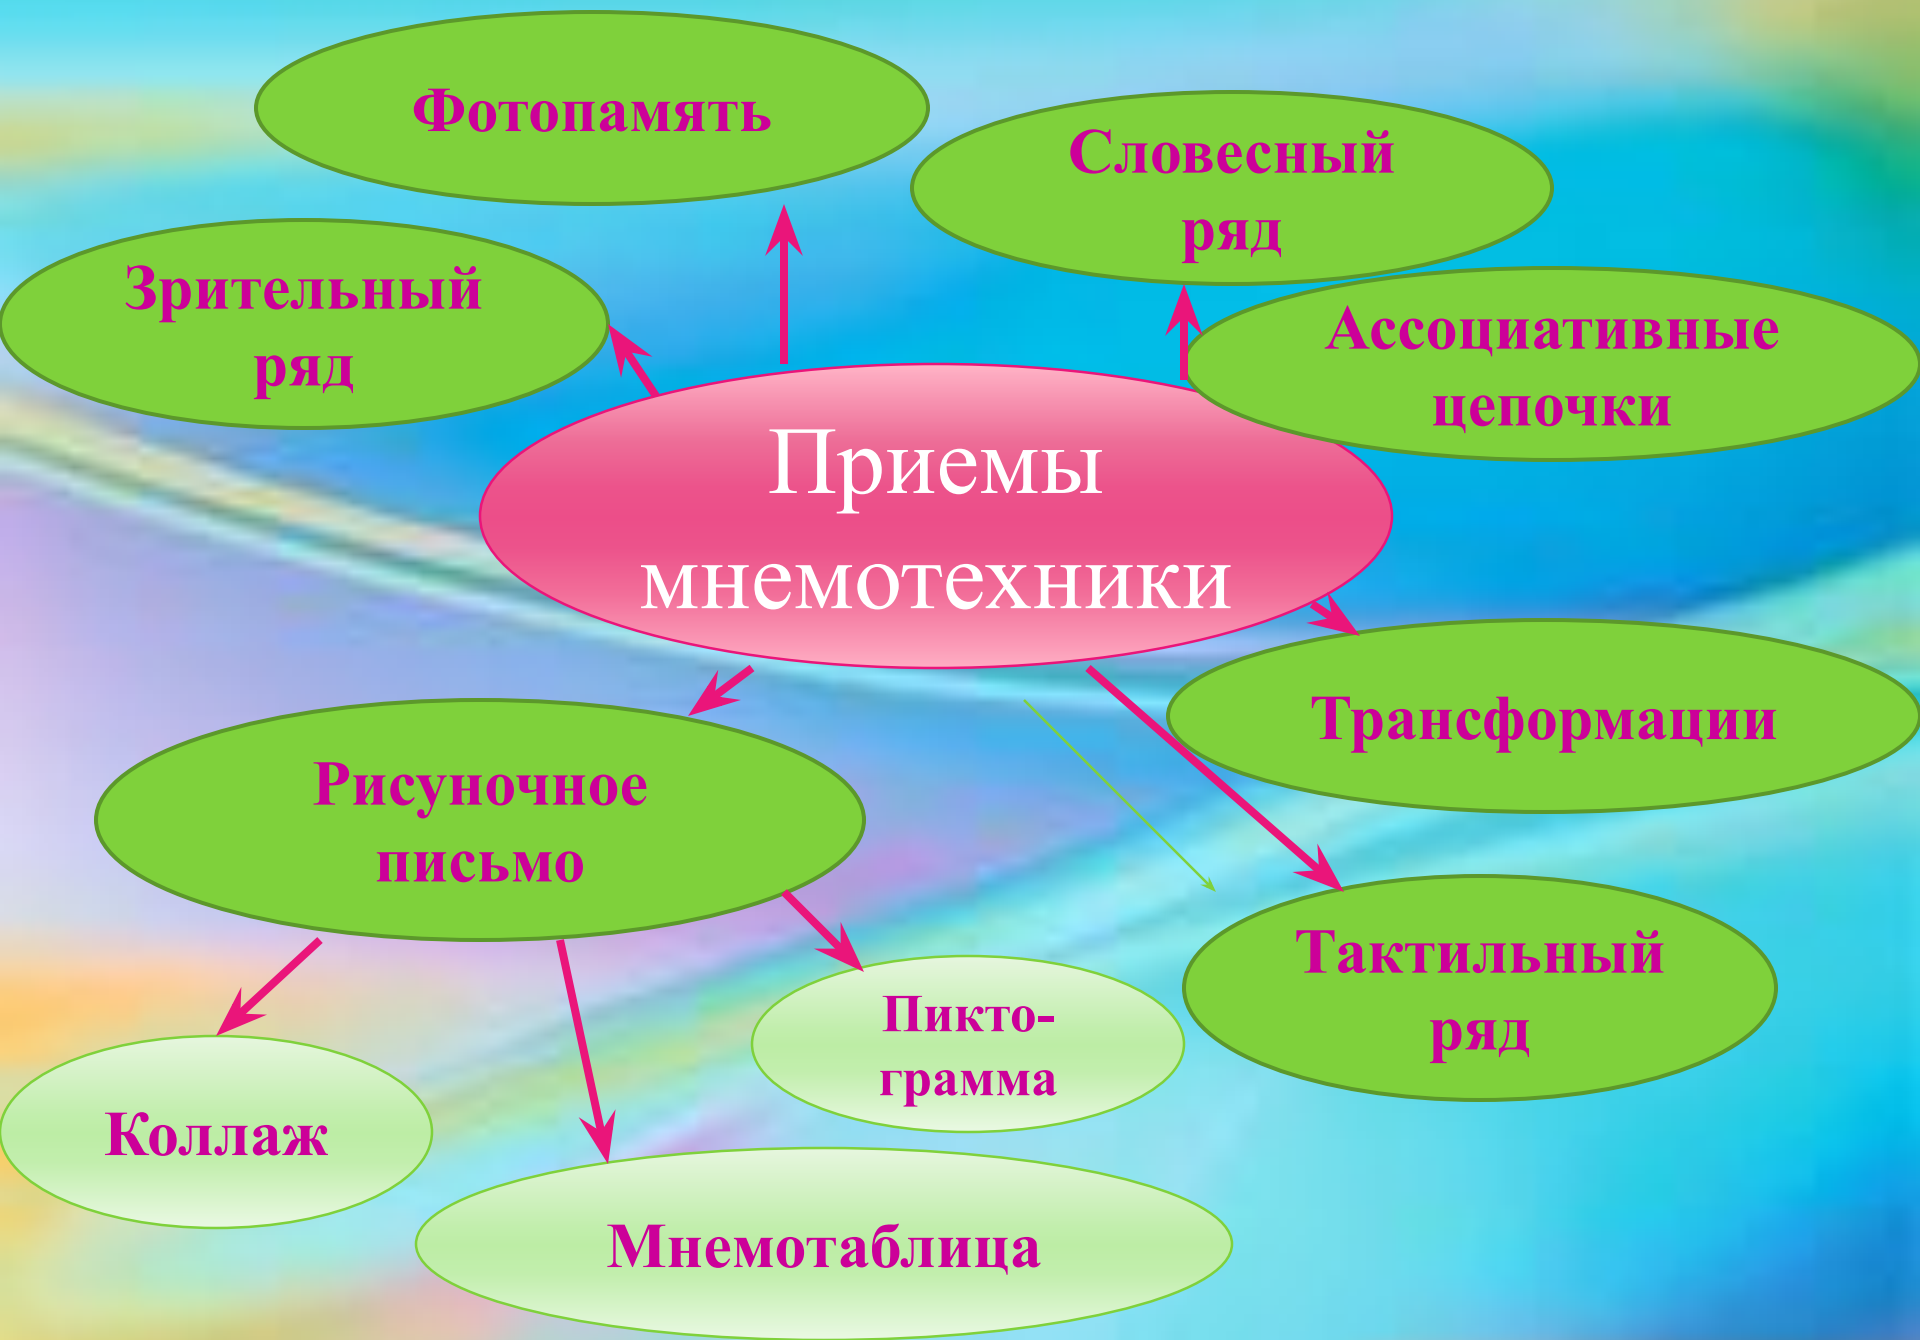 Фотопамять
Словесный
ряд
Зрительный
ряд
Ассоциативные
цепочки
Приемы
мнемотехники
Трансформации
Рисуночное
письмо
Тактильный
ряд
Пикто-
грамма
Коллаж
Мнемотаблица